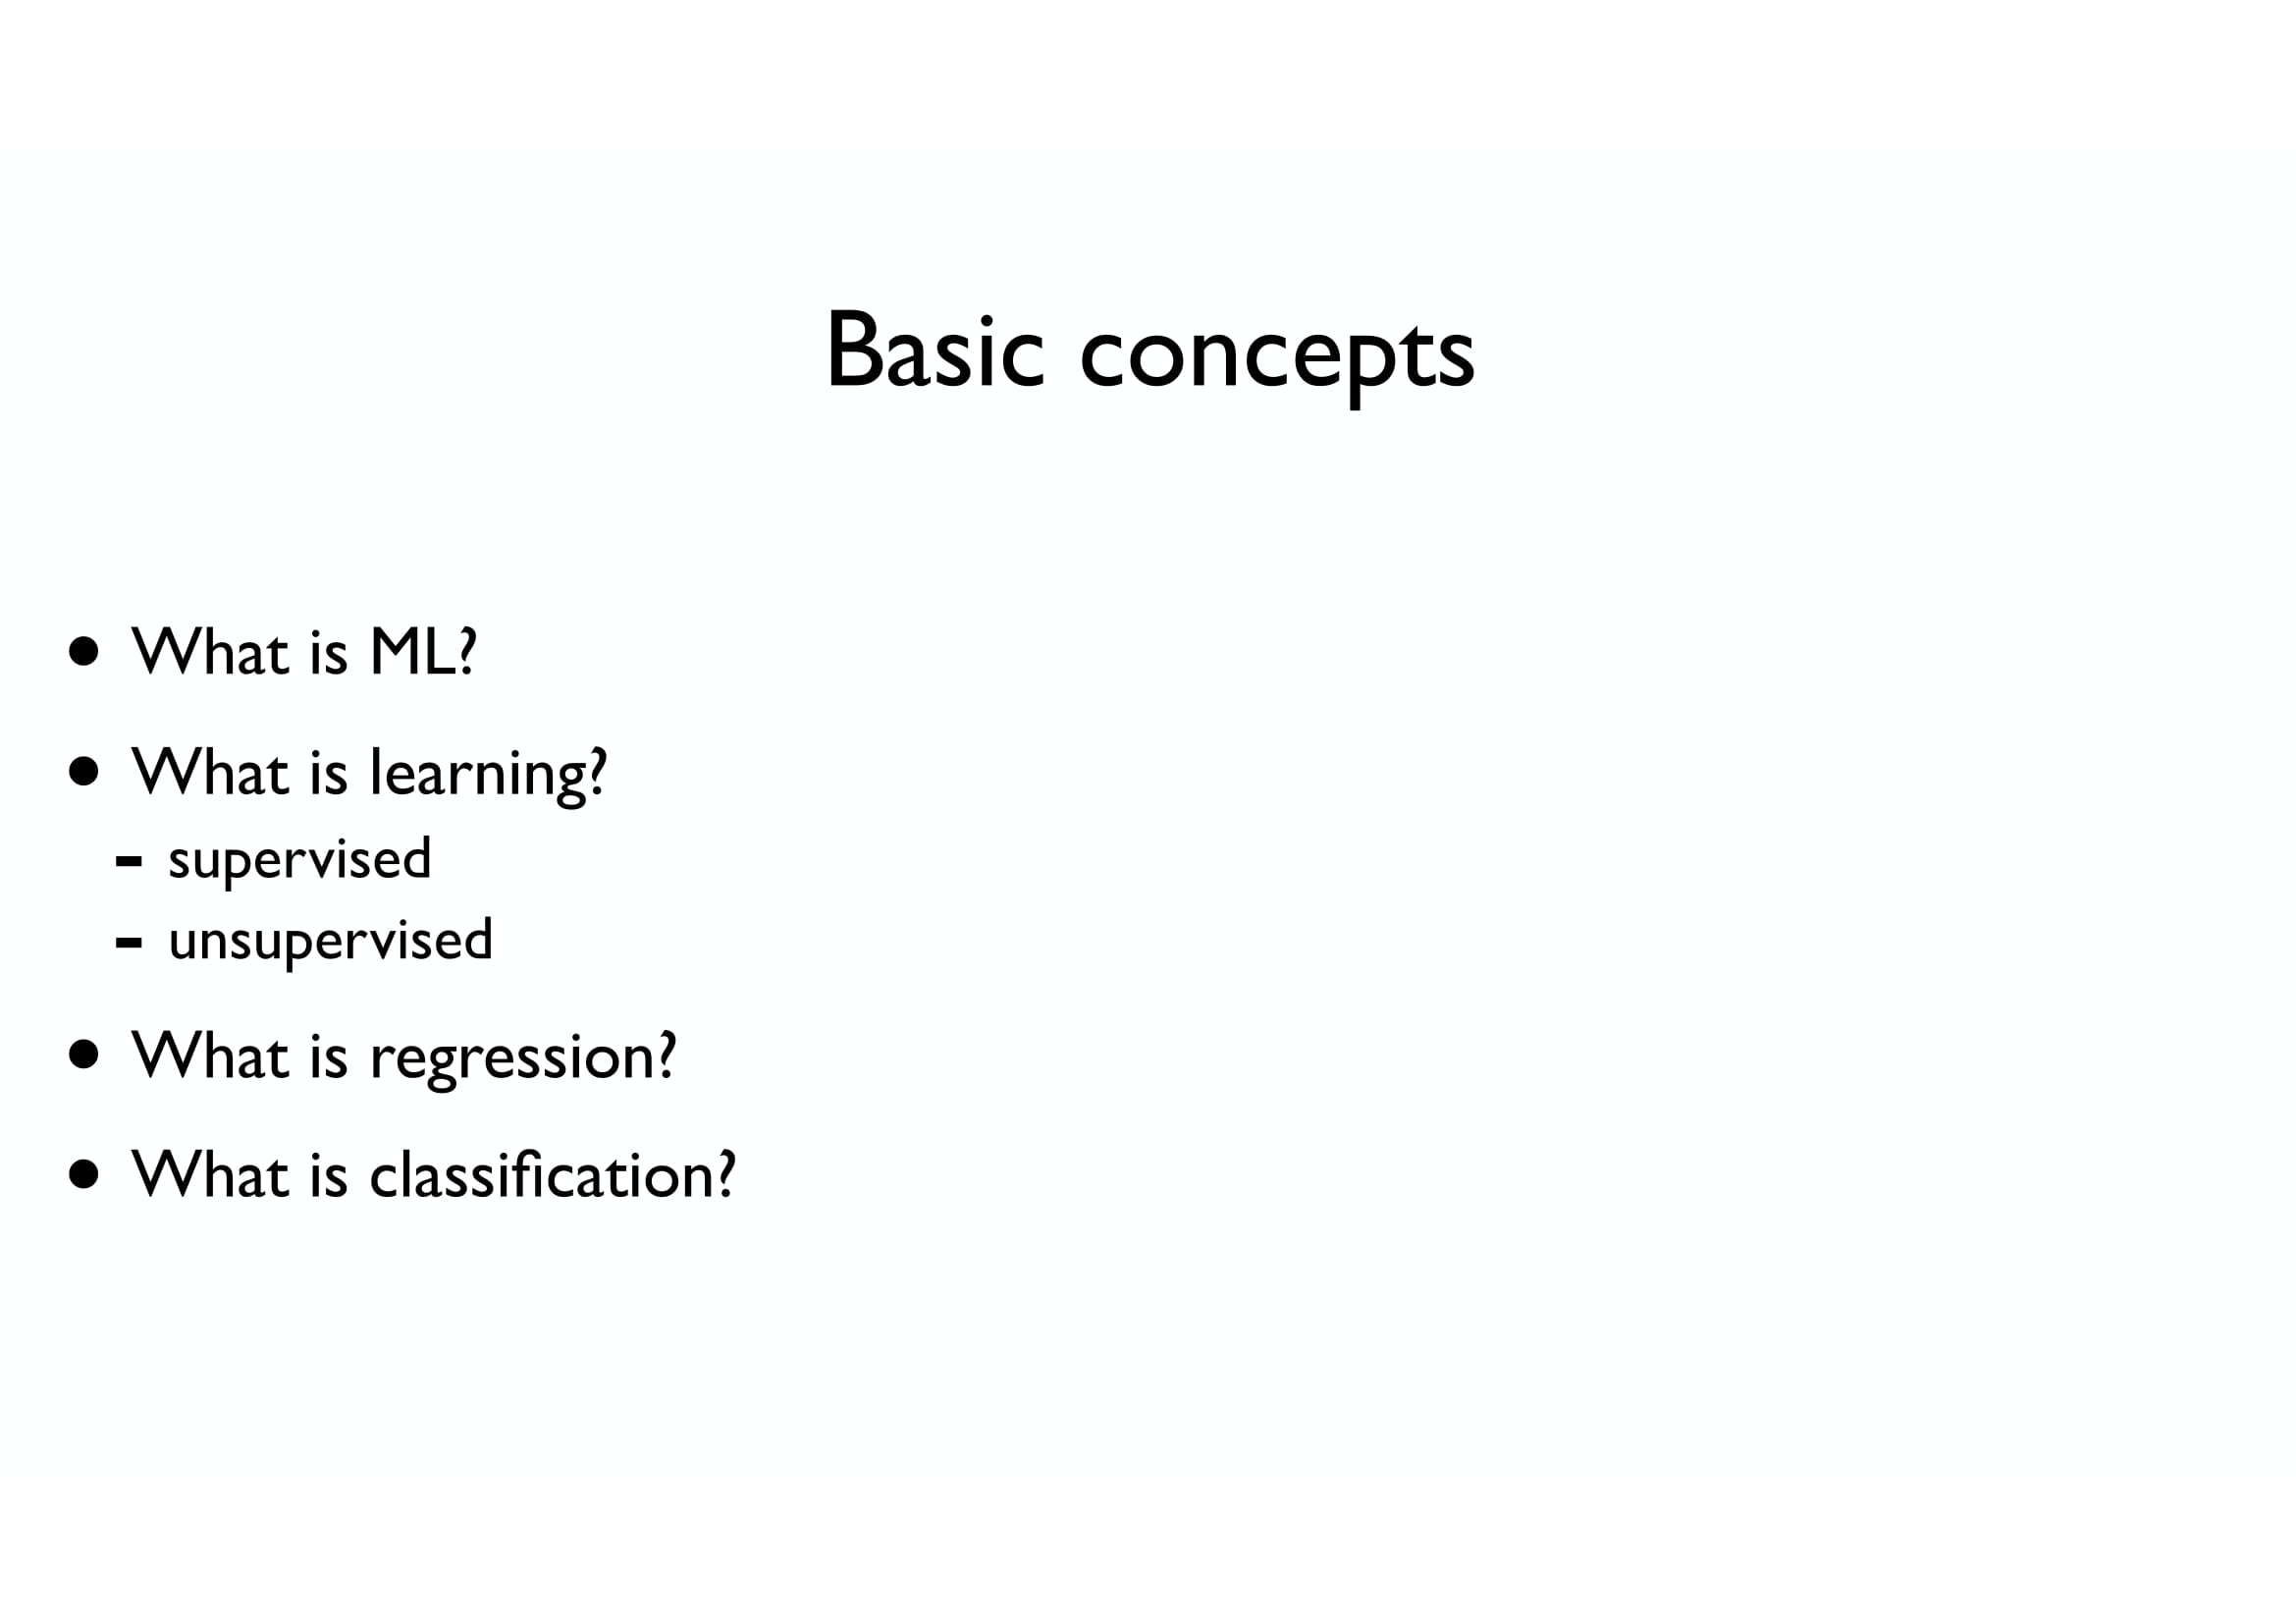 Basic concepts
• What is ML?
• What is learning?
- supervised
- unsupervised
• What is regression?
• What is classification?